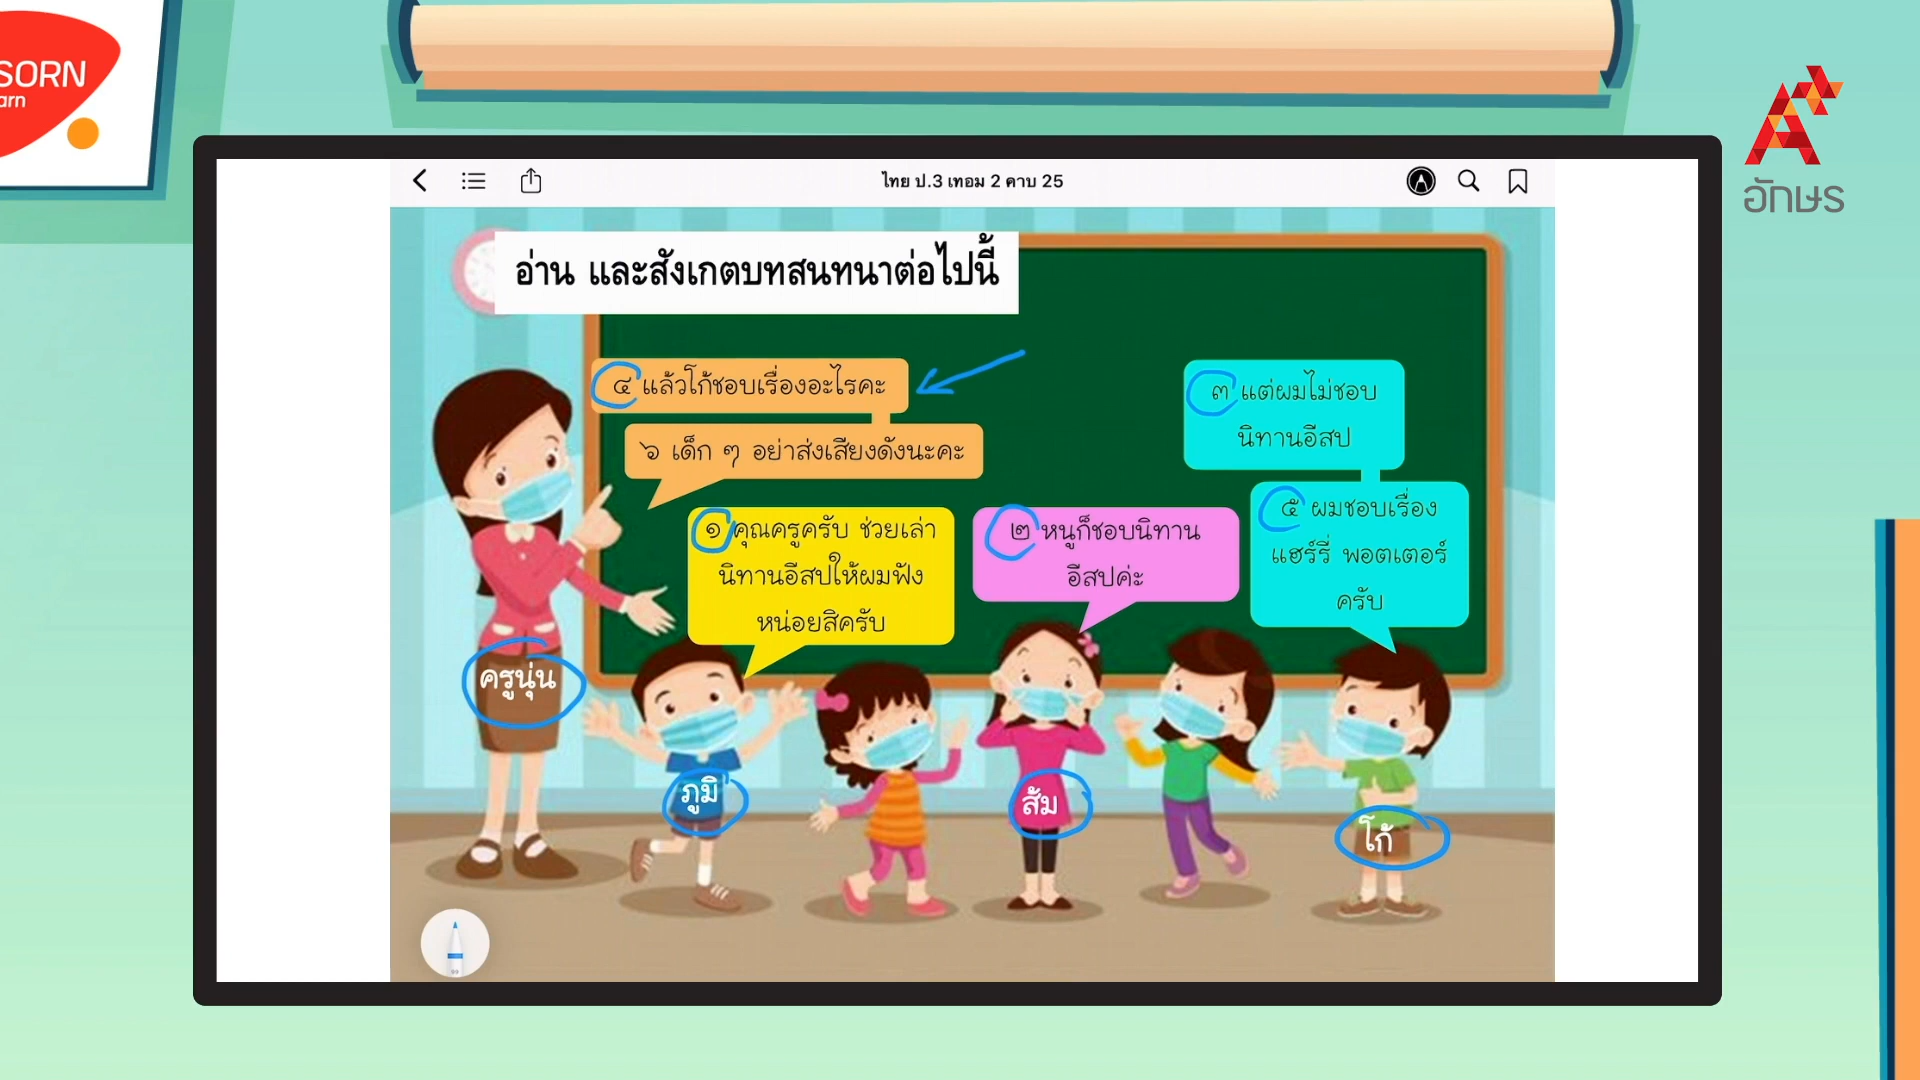 SORN
arn
อักษร
ไทย ป.3 เทอม 2 คาบ 25
อ่าน และสังเกตบทสนทนาต่อไปนี้
๔ แล้วโก้ชอบเรื่องอะไรคะ
๖ เด็ก ๆ อย่าส่งเสียงดังนะคะ
๓ แต่ผมไม่ชอบ
นิทานอีสป
๑ คุณครูครับ ช่วยเล่า
นิทานอีสปให้ผมฟัง
หน่อยสิครับ
๒ หนูก็ชอบนิทาน
อีสปค่ะ
๕ ผมชอบเรื่อง
แฮร์รี่ พอตเตอร์
ครับ
ครูนุ่น
ภูมิ
ส้ม
โก้